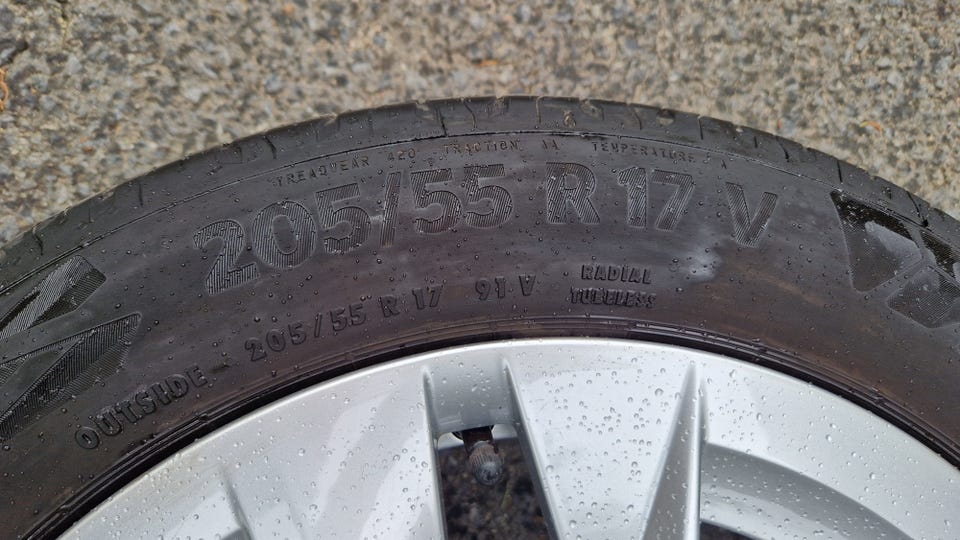 TREADWEAR 420 TRACTION AA TEMPERATURE A
205/55 R 17 V
205/55 R 17 91 V
RADIAL
TUBELESS
OUTSIDE